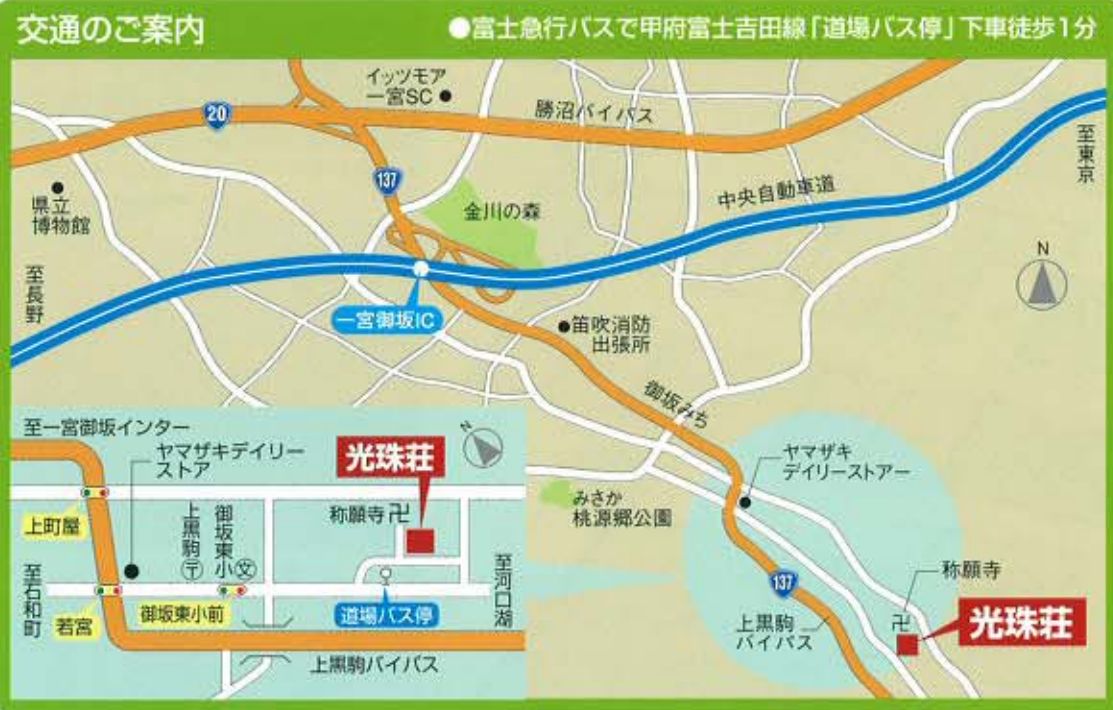 交通のご案内
●富士急行バスで甲府富士吉田線「道場バス停」下車徒歩1分
イッツモア
一宮SC
20
勝沼バイパス
至東京
137
県立
博物館
金川の森
中央自動車道
N
至長野
一宮御坂IC
笛吹消防
出張所
御坂みち
ヤマザキ
デイリーストアー
みさか
桃源郷公園
137
称願寺
卍
光珠荘
上黒駒
バイパス
至一宮御坂インター
ヤマザキデイリー
ストア
N
光珠荘
称願寺卍
上町屋
上黒駒〒
御坂東小文
至石和町
若宮
御坂東小前
道場バス停
至河口湖
上黒駒バイパス